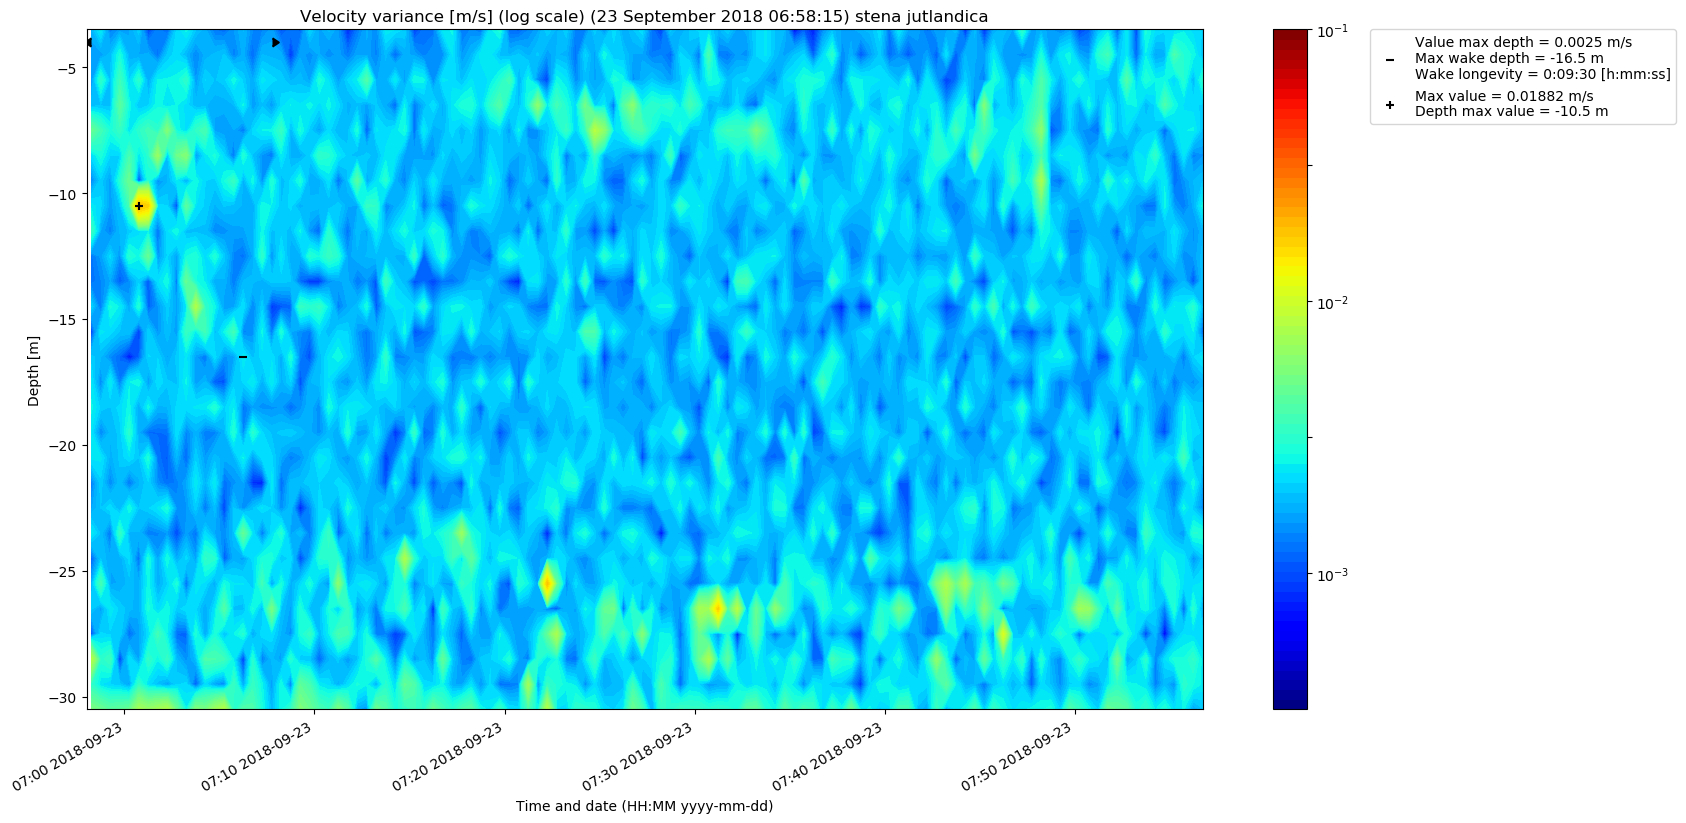 Velocity variance [m/s] (log scale) (23 September 2018 06:58:15) stena jutlandica
Value max depth = 0.0025 m/s
Max wake depth = -16.5 m
Wake longevity = 0:09:30 [h:mm:ss]
Max value = 0.01882 m/s
Depth max value = -10.5 m
−5
−10
−15
−20
−25
−30
Depth [m]
10⁻¹
10⁻²
10⁻³
07:00 2018-09-23
07:10 2018-09-23
07:20 2018-09-23
07:30 2018-09-23
07:40 2018-09-23
07:50 2018-09-23
Time and date (HH:MM yyyy-mm-dd)